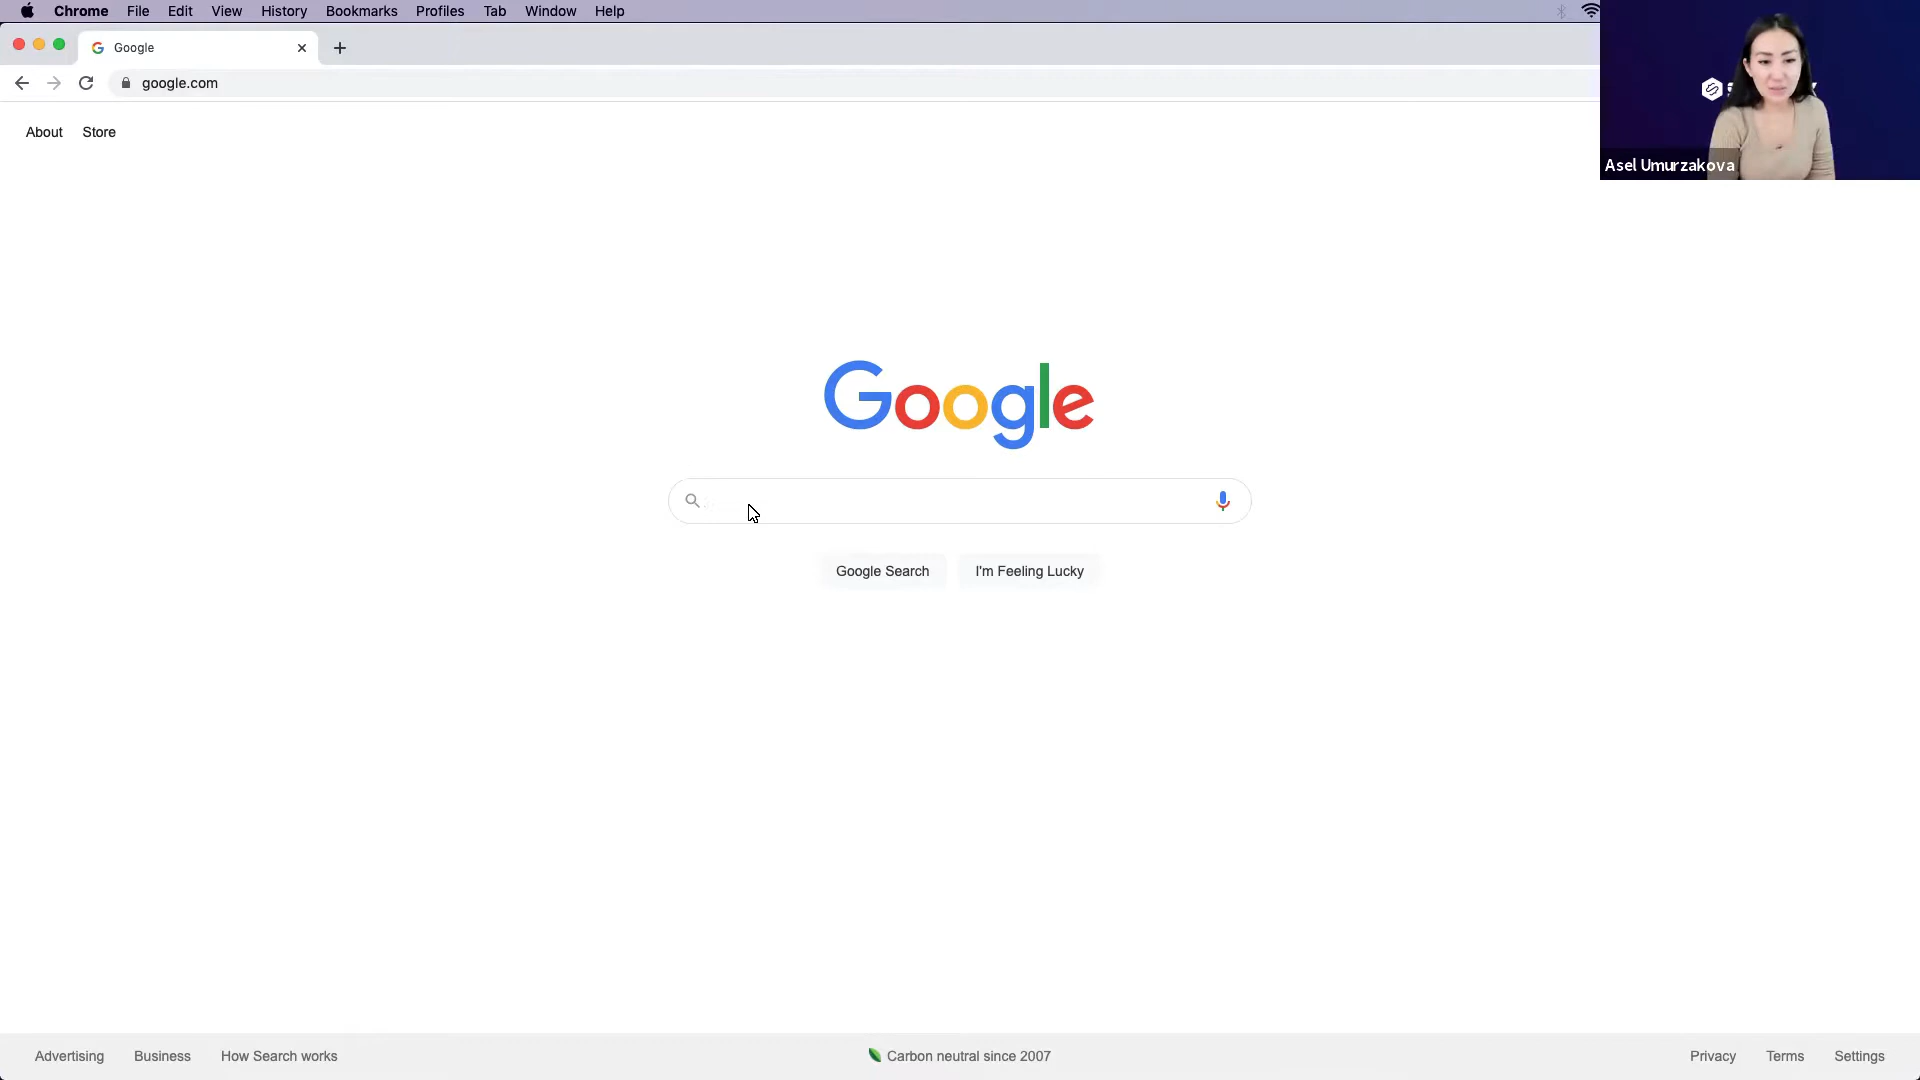 Chrome File Edit View History Bookmarks Profiles Tab Window Help
Google
google.com
About Store
Asel Umurzakova
Google
Google Search I'm Feeling Lucky
Advertising Business How Search works Carbon neutral since 2007 Privacy Terms Settings